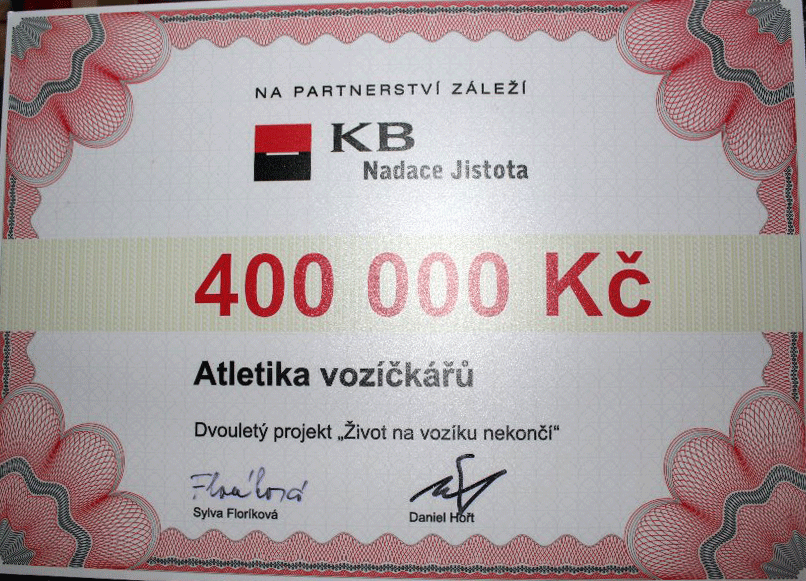 NA PARTNERSTVÍ ZÁLEŽÍ
KB
Nadace Jistota
400 000 Kč
Atletika vozíčkářů
Dvouletý projekt „Život na vozíku nekončí“
Sylva Floríková
Daniel Hořt